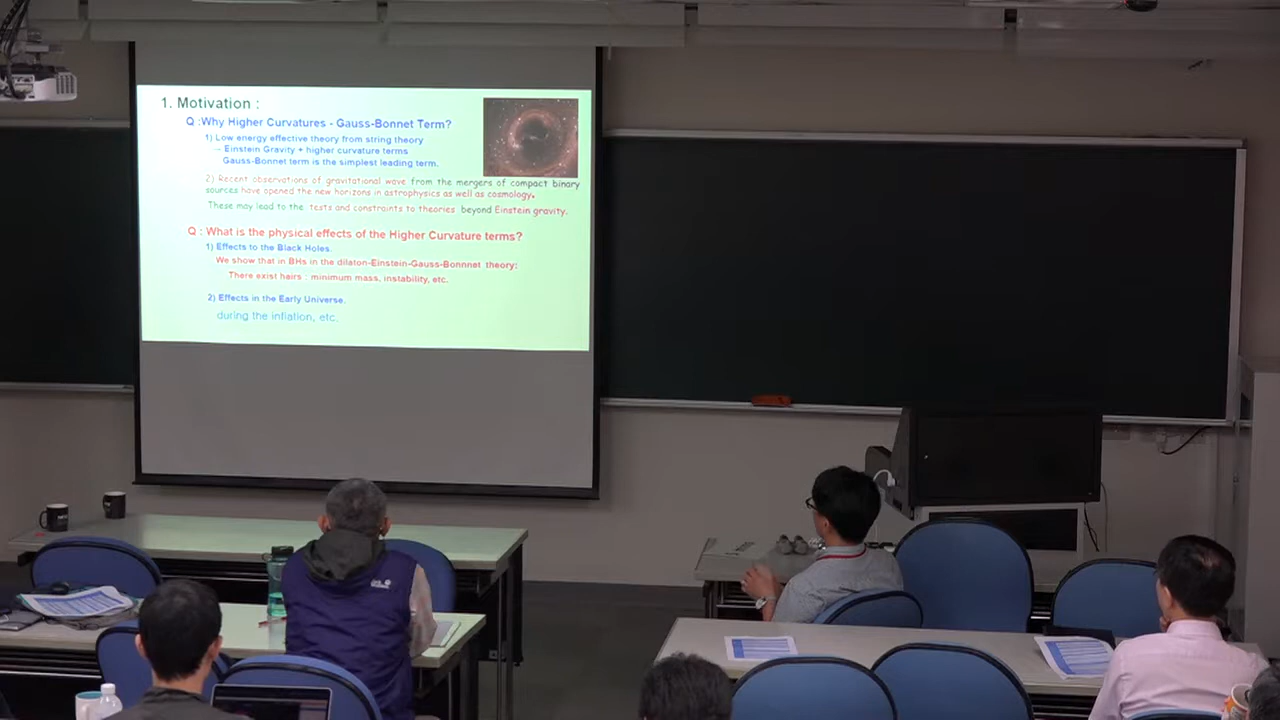 1. Motivation :
Q :Why Higher Curvatures - Gauss-Bonnet Term?
1) Low energy effective theory from string theory
→ Einstein Gravity + higher curvature terms
Gauss-Bonnet term is the simplest leading term.
2) Recent observations of gravitational wave from the mergers of compact binary
sources have opened the new horizons in astrophysics as well as cosmology.
These may lead to the tests and constraints to theories beyond Einstein gravity.
Q : What is the physical effects of the Higher Curvature terms?
1) Effects to the Black Holes.
We show that in BHs in the dilaton-Einstein-Gauss-Bonnnet theory:
There exist hairs : minimum mass, instability, etc.
2) Effects in the Early Universe.
during the inflation, etc.